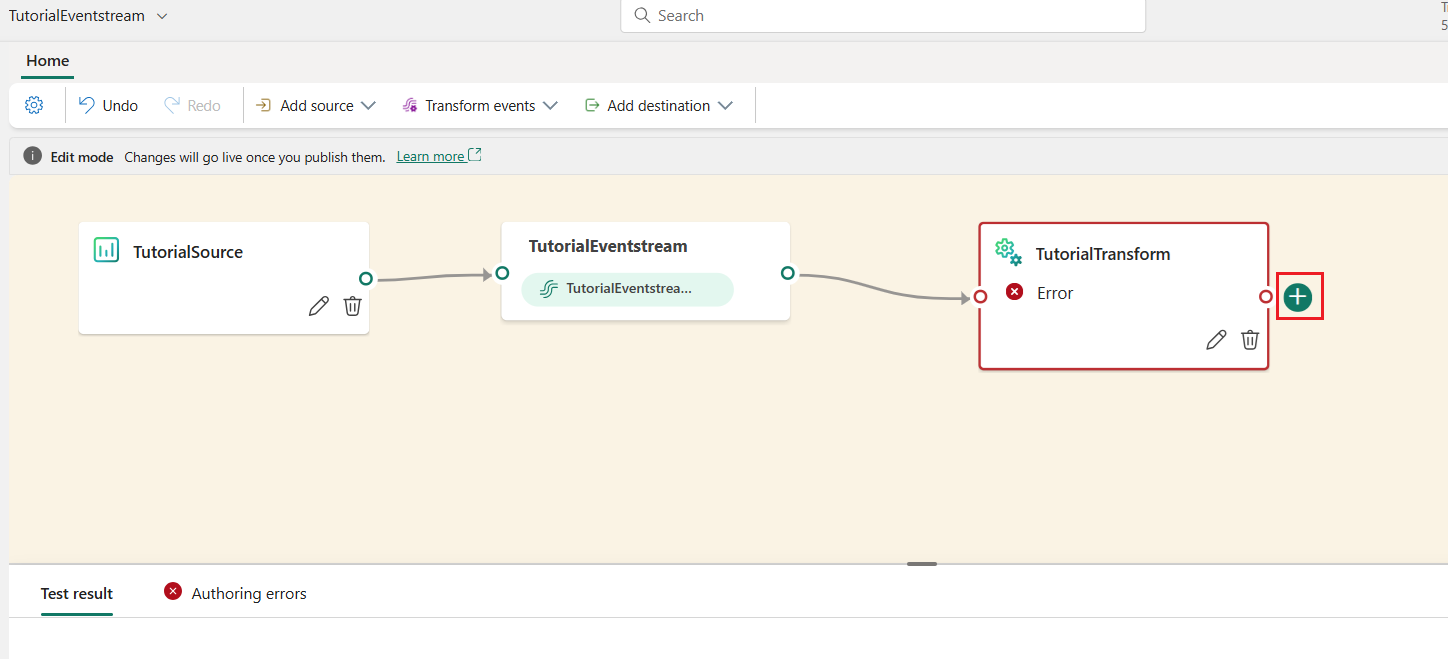 TutorialEventstream
Search
Home
Undo
Redo
Add source
Transform events
Add destination
Edit mode Changes will go live once you publish them. Learn more
TutorialSource
TutorialEventstream
TutorialEventstrea...
TutorialTransform
Error
Test result
Authoring errors